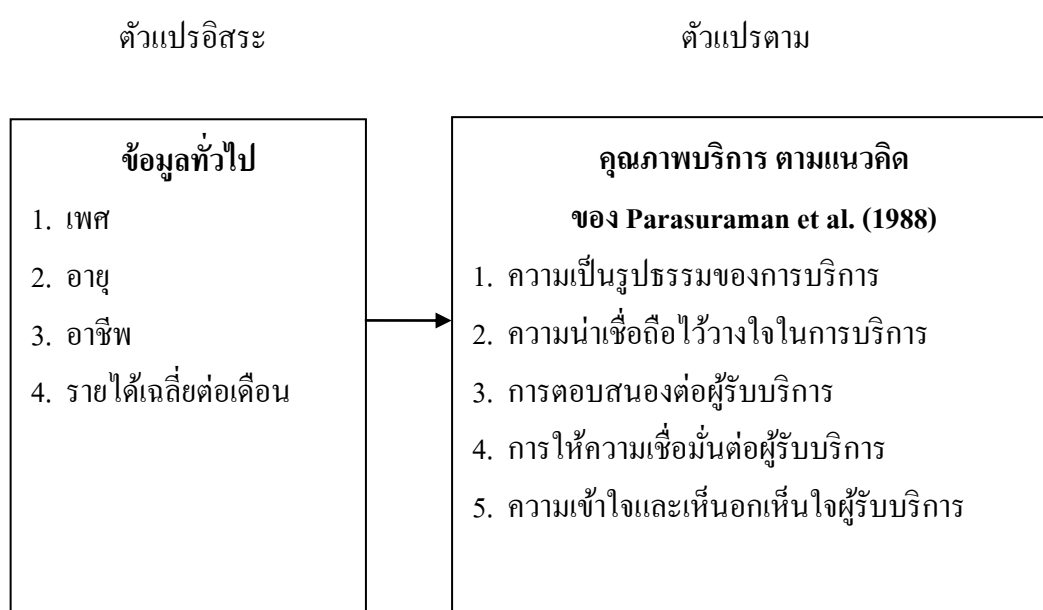 ตัวแปรอิสระ
ตัวแปรตาม
ข้อมูลทั่วไป
1. เพศ
2. อายุ
3. อาชีพ
4. รายได้เฉลี่ยต่อเดือน
คุณภาพบริการ ตามแนวคิด
ของ Parasuraman et al. (1988)
1. ความเป็นรูปธรรมของการบริการ
2. ความน่าเชื่อถือไว้วางใจในการบริการ
3. การตอบสนองต่อผู้รับบริการ
4. การให้ความเชื่อมั่นต่อผู้รับบริการ
5. ความเข้าใจและเห็นอกเห็นใจผู้รับบริการ